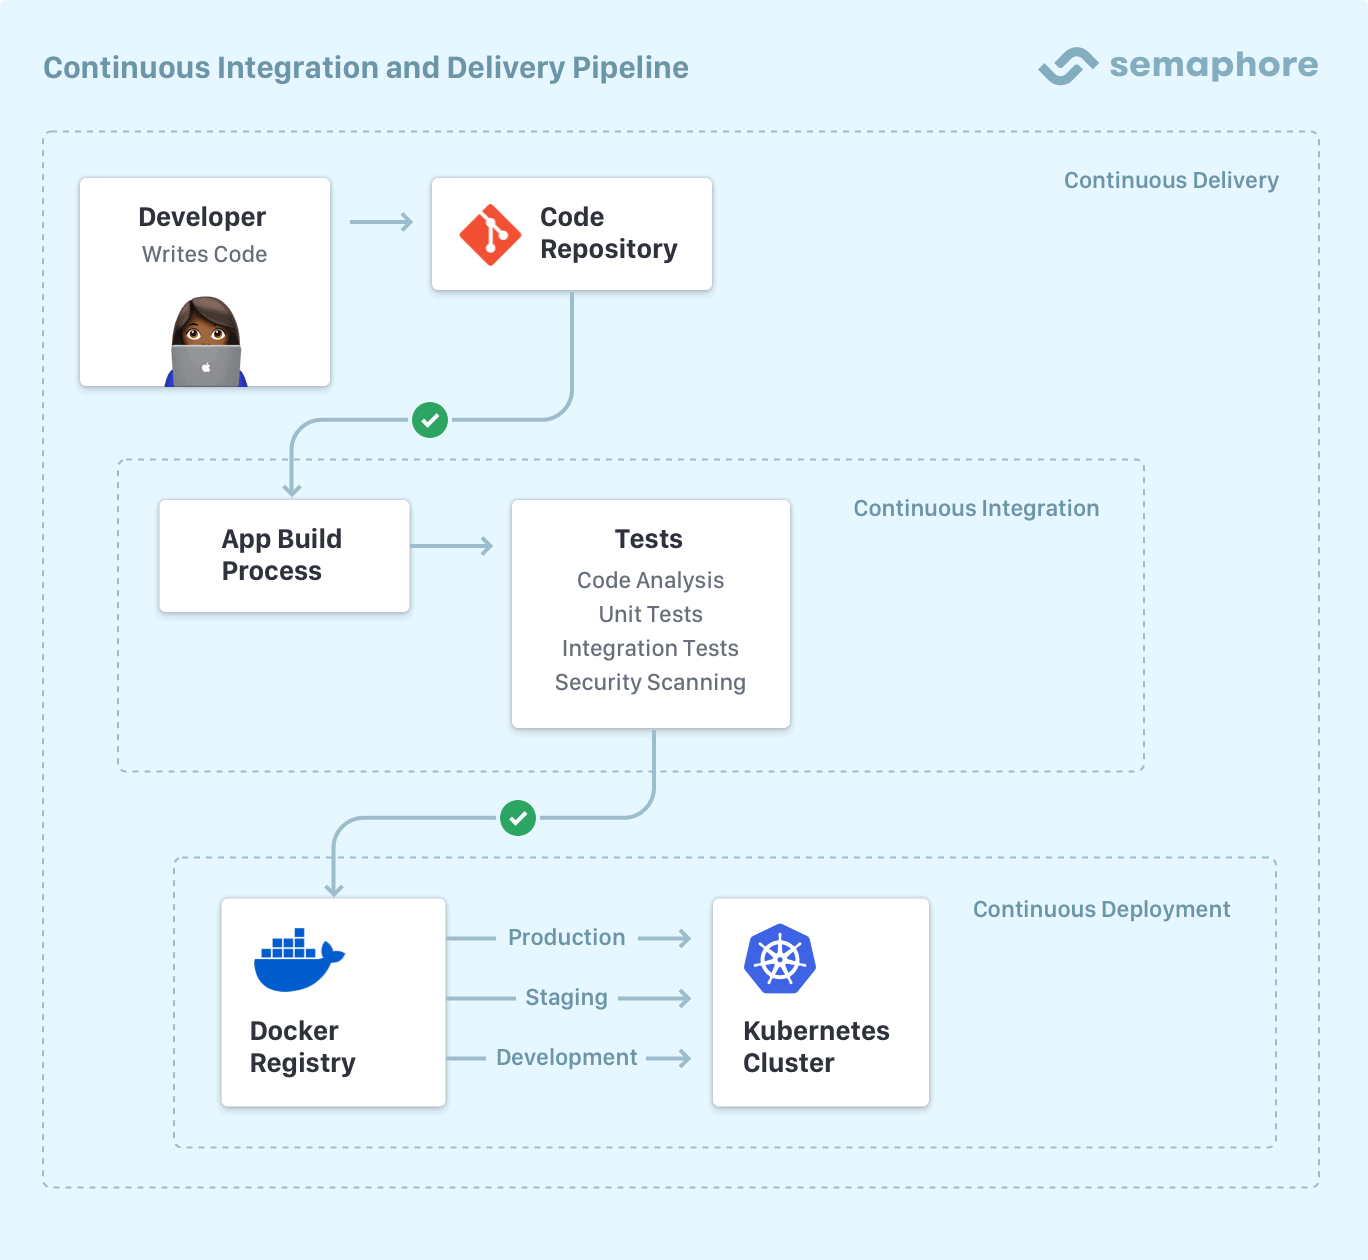 Continuous Integration and Delivery Pipeline
semaphore
Continuous Delivery
Developer
Writes Code
Code
Repository
Continuous Integration
App Build
Process
Tests
Code Analysis
Unit Tests
Integration Tests
Security Scanning
Continuous Deployment
Docker
Registry
Production
Staging
Development
Kubernetes
Cluster